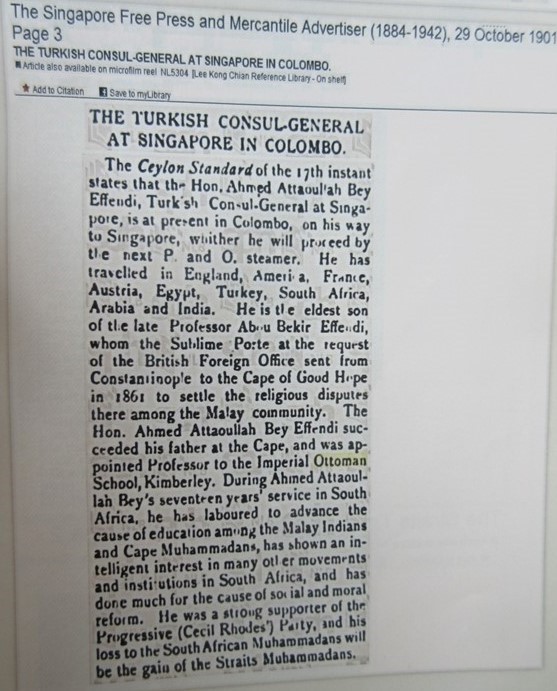 The Singapore Free Press and Mercantile Advertiser (1884-1942), 29 October 1901
Page 3
THE TURKISH CONSUL-GENERAL AT SINGAPORE IN COLOMBO.
Article also available on microfilm reel NL5304 [Lee Kong Chian Reference Library - On shelf]
Add to Citation Save to myLibrary
THE TURKISH CONSUL-GENERAL
AT SINGAPORE IN COLOMBO.
The Ceylon Standard of the 17th instant
states that the Hon. Ahmed Attaoullah Bey
Effendi, Turk'sh Consul-General at Singa-
pore, is at present in Colombo, on his way
to Singapore, whither he will proceed by
the next P. and O. steamer. He has
travelled in England, Ameri a, France,
Austria, Egypt, Turkey, South Africa,
Arabia and India. He is the eldest son
of the late Professor Abou Bekir Effendi,
whom the Sublime Porte at the request
of the British Foreign Office sent from
Constantinople to the Cape of Good Hope
in 1861 to settle the religious disputes
there among the Malay community. The
Hon. Ahmed Attaoullah Bey Effendi suc-
ceeded his father at the Cape, and was ap-
pointed Professor to the Imperial Ottoman
School, Kimberley. During Ahmed Attaoul-
lah Bey's seventeen years' service in South
Africa, he has laboured to advance the
cause of education among the Malay Indians
and Cape Muhammadans, has shown an in-
telligent interest in many other movements
and institutions in South Africa, and has
done much for the cause of social and moral
reform. He was a strong supporter of the
Progressive (Cecil Rhodes') Party, and his
loss to the South African Muhammadans will
be the gain of the Straits Muhammadans.